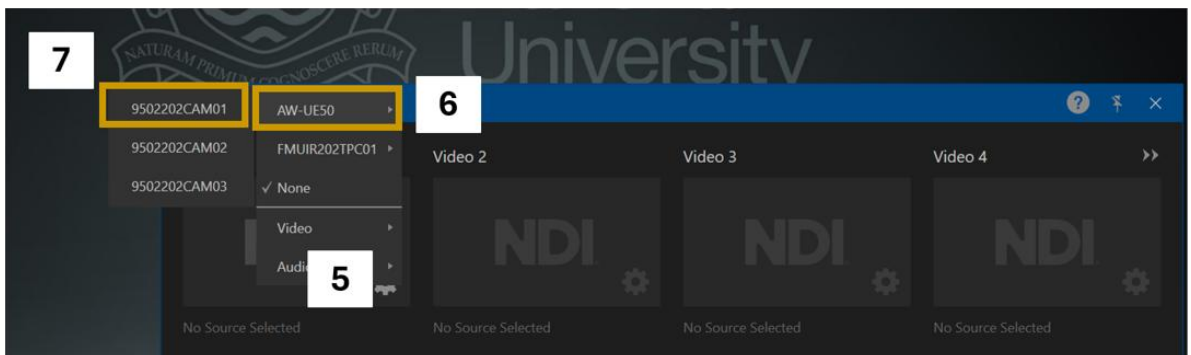 7
NATURAM PRIMUM COGNOSCERE RERUM
University
9502202CAM01
AW-UE50
6
?
9502202CAM02
FMUIR202TPC01
Video 2
Video 3
Video 4
9502202CAM03
✓ None
Video
NDI
NDI
NDI
Audio
5
No Source Selected
No Source Selected
No Source Selected
No Source Selected